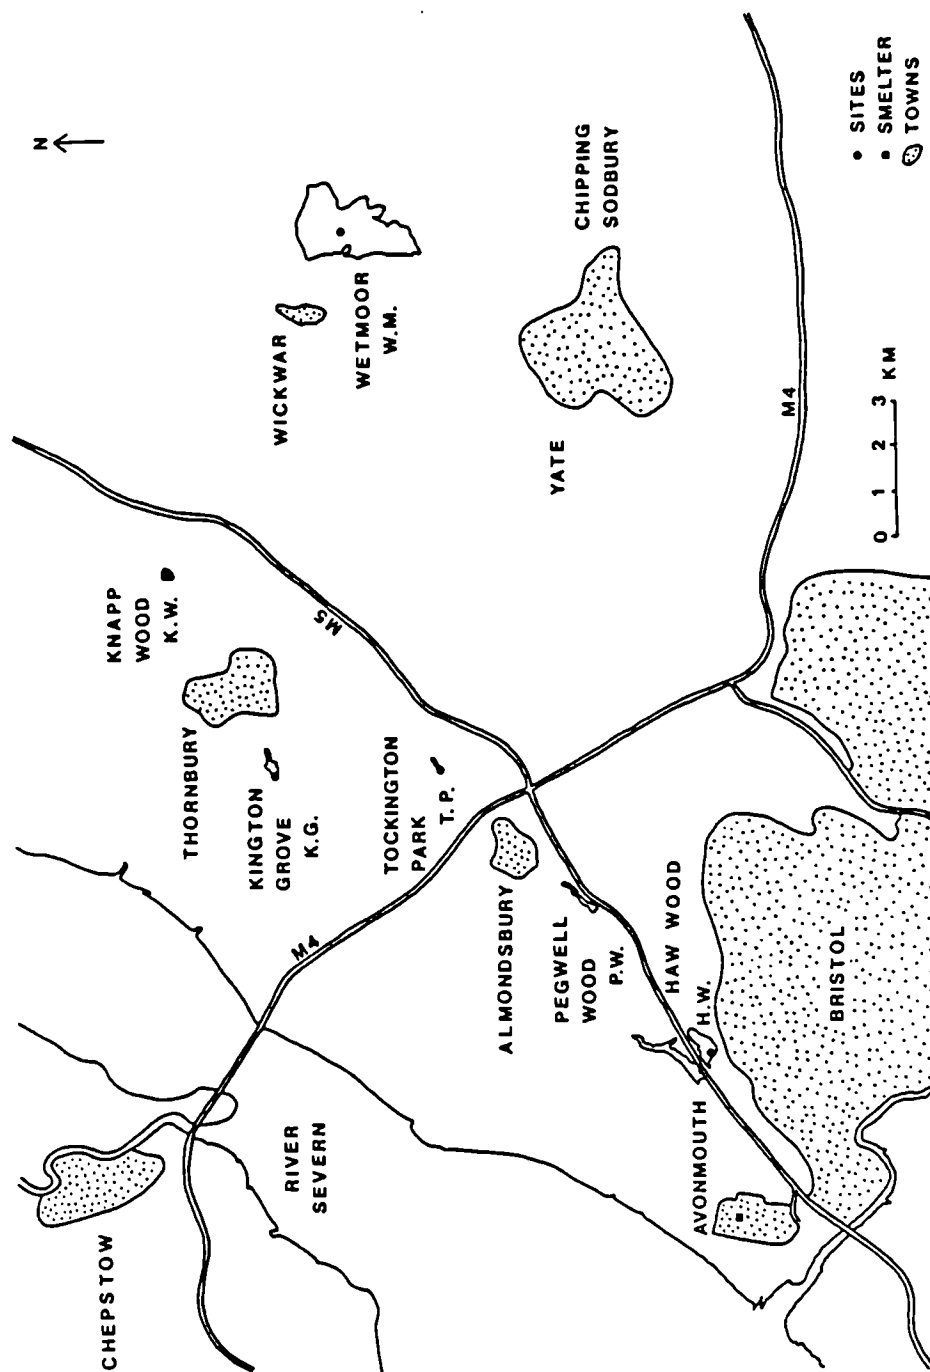 N
CHEPSTOW
KNAPP
WOOD
K.W.
THORNBURY
KINGTON
GROVE
K.G.
WICKWAR
WETMOOR
W.M.
RIVER
SEVERN
M4
M5
TOCKINGTON
PARK
T.P.
ALMONDSBURY
PEGWELL
WOOD
P.W.
YATE
CHIPPING
SODBURY
HAW WOOD
H.W.
AVONMOUTH
M4
BRISTOL
0 1 2 3 KM
SITES
SMELTER
TOWNS